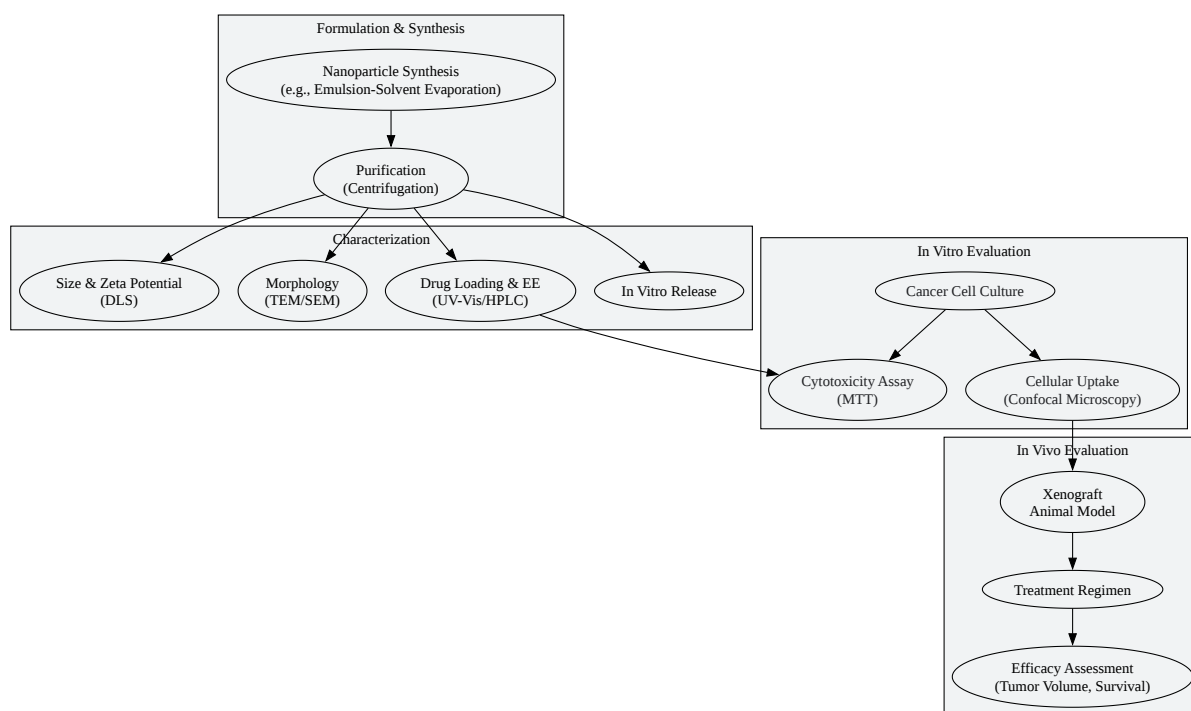 Formulation & Synthesis
Nanoparticle Synthesis
(e.g., Emulsion-Solvent Evaporation)
Purification
(Centrifugation)
Characterization
Size & Zeta Potential
(DLS)
Morphology
(TEM/SEM)
Drug Loading & EE
(UV-Vis/HPLC)
In Vitro Release
In Vitro Evaluation
Cancer Cell Culture
Cytotoxicity Assay
(MTT)
Cellular Uptake
(Confocal Microscopy)
In Vivo Evaluation
Xenograft
Animal Model
Treatment Regimen
Efficacy Assessment
(Tumor Volume, Survival)